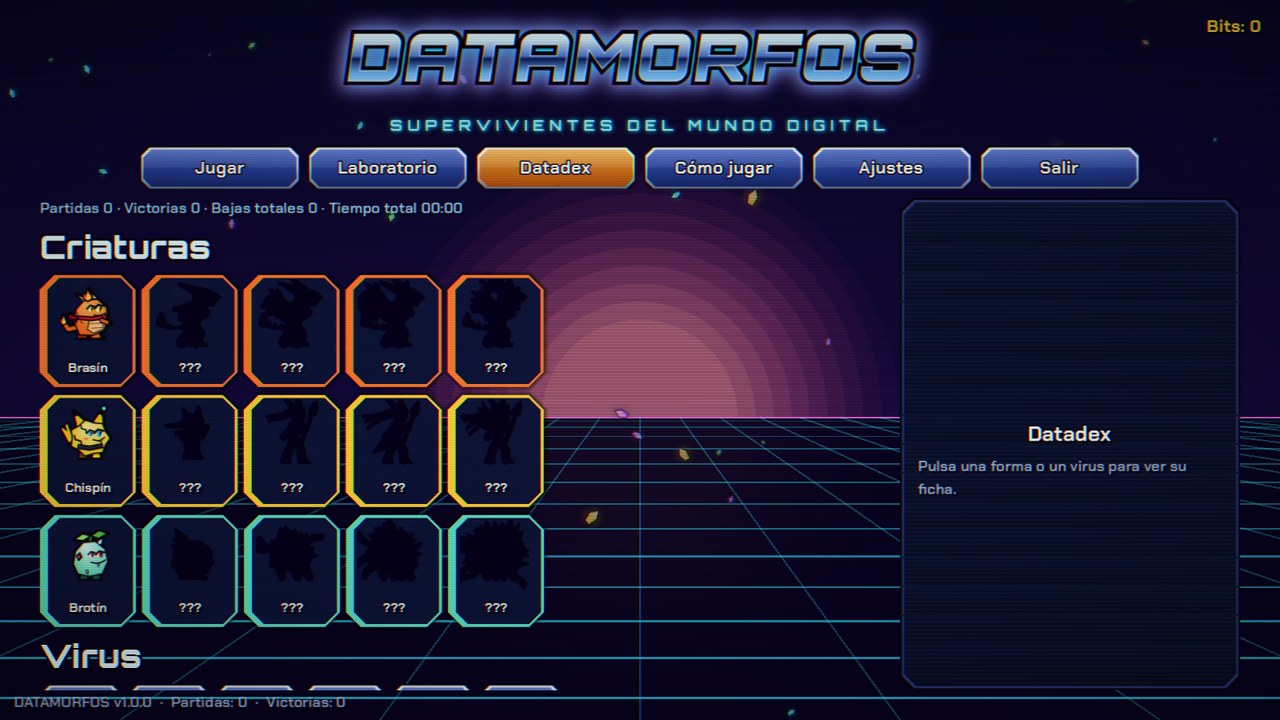 Bits: 0
DATAMORFOS
SUPERVIVIENTES DEL MUNDO DIGITAL
Jugar
Laboratorio
Datadex
Cómo jugar
Ajustes
Salir
Partidas 0 · Victorias 0 · Bajas totales 0 · Tiempo total 00:00
Criaturas
Brasín
???
???
???
???
Chispín
???
???
???
???
Brotín
???
???
???
???
Datadex
Pulsa una forma o un virus para ver su
ficha.
Virus
DATAMORFOS v1.0.0 · Partidas: 0 · Victorias: 0